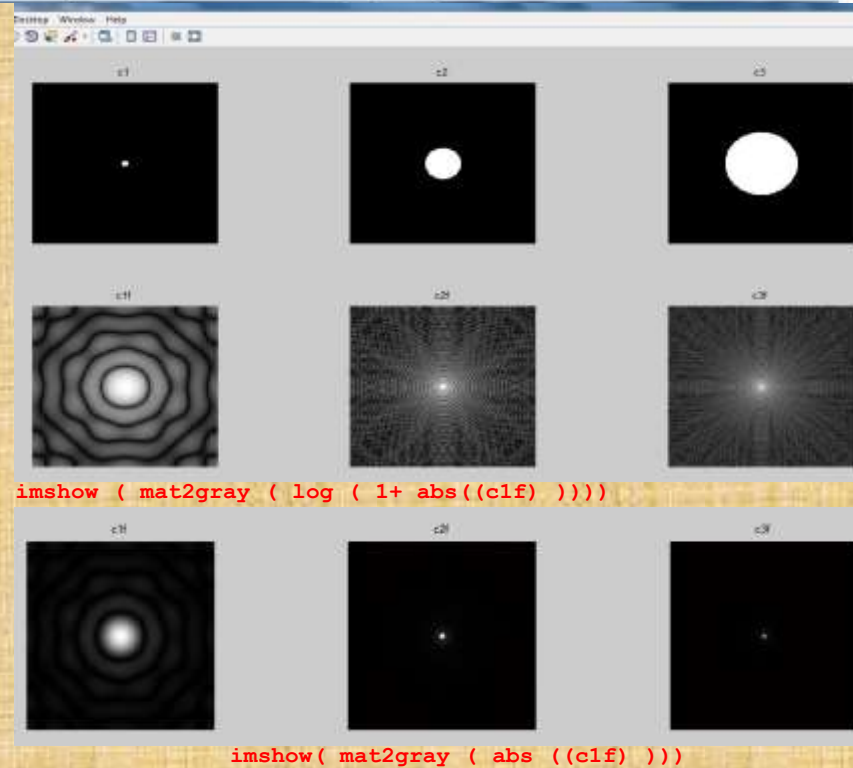 Desktop Window Help
c1 c2 c3
c1f c2f c3f
imshow ( mat2gray ( log ( 1+ abs((c1f) ))))
c1f c2f c3f
imshow( mat2gray ( abs ((c1f) )))